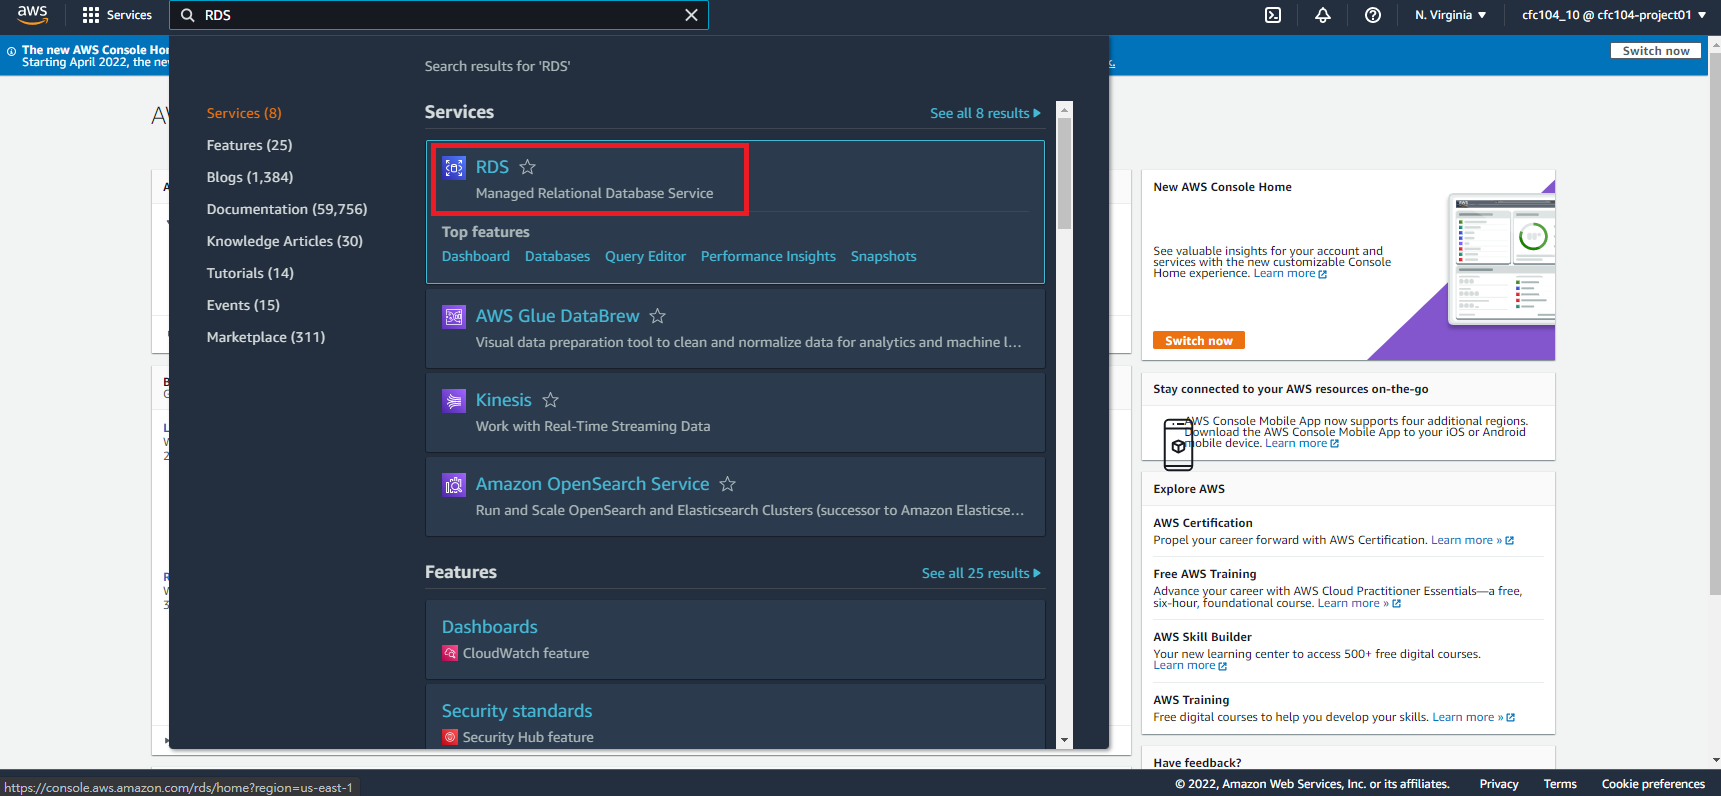 aws
Services
RDS
N. Virginia
cfc104_10 @ cfc104-project01
The new AWS Console Hom
Starting April 2022, the new
Switch now
Search results for 'RDS'
Services (8)
Features (25)
Blogs (1,384)
Documentation (59,756)
Knowledge Articles (30)
Tutorials (14)
Events (15)
Marketplace (311)
Services
See all 8 results
RDS
Managed Relational Database Service
Top features
Dashboard
Databases
Query Editor
Performance Insights
Snapshots
AWS Glue DataBrew
Visual data preparation tool to clean and normalize data for analytics and machine l...
Kinesis
Work with Real-Time Streaming Data
Amazon OpenSearch Service
Run and Scale OpenSearch and Elasticsearch Clusters (successor to Amazon Elasticse...
Features
See all 25 results
Dashboards
CloudWatch feature
Security standards
Security Hub feature
New AWS Console Home
See valuable insights for your account and
services with the new customizable Console
Home experience. Learn more
Switch now
Stay connected to your AWS resources on-the-go
AWS Console Mobile App now supports four additional regions.
Download the AWS Console Mobile App to your iOS or Android
mobile device. Learn more
Explore AWS
AWS Certification
Propel your career forward with AWS Certification. Learn more »
Free AWS Training
Advance your career with AWS Cloud Practitioner Essentials—a free,
six-hour, foundational course. Learn more »
AWS Skill Builder
Your new learning center to access 500+ free digital courses.
Learn more
AWS Training
Free digital courses to help you develop your skills. Learn more »
Have feedback?
https://console.aws.amazon.com/rds/home?region=us-east-1
© 2022, Amazon Web Services, Inc. or its affiliates.
Privacy
Terms
Cookie preferences